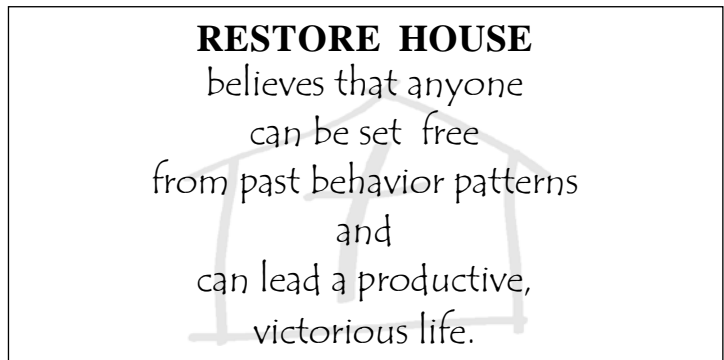 RESTORE HOUSE
believes that anyone
can be set free
from past behavior patterns
and
can lead a productive,
victorious life.